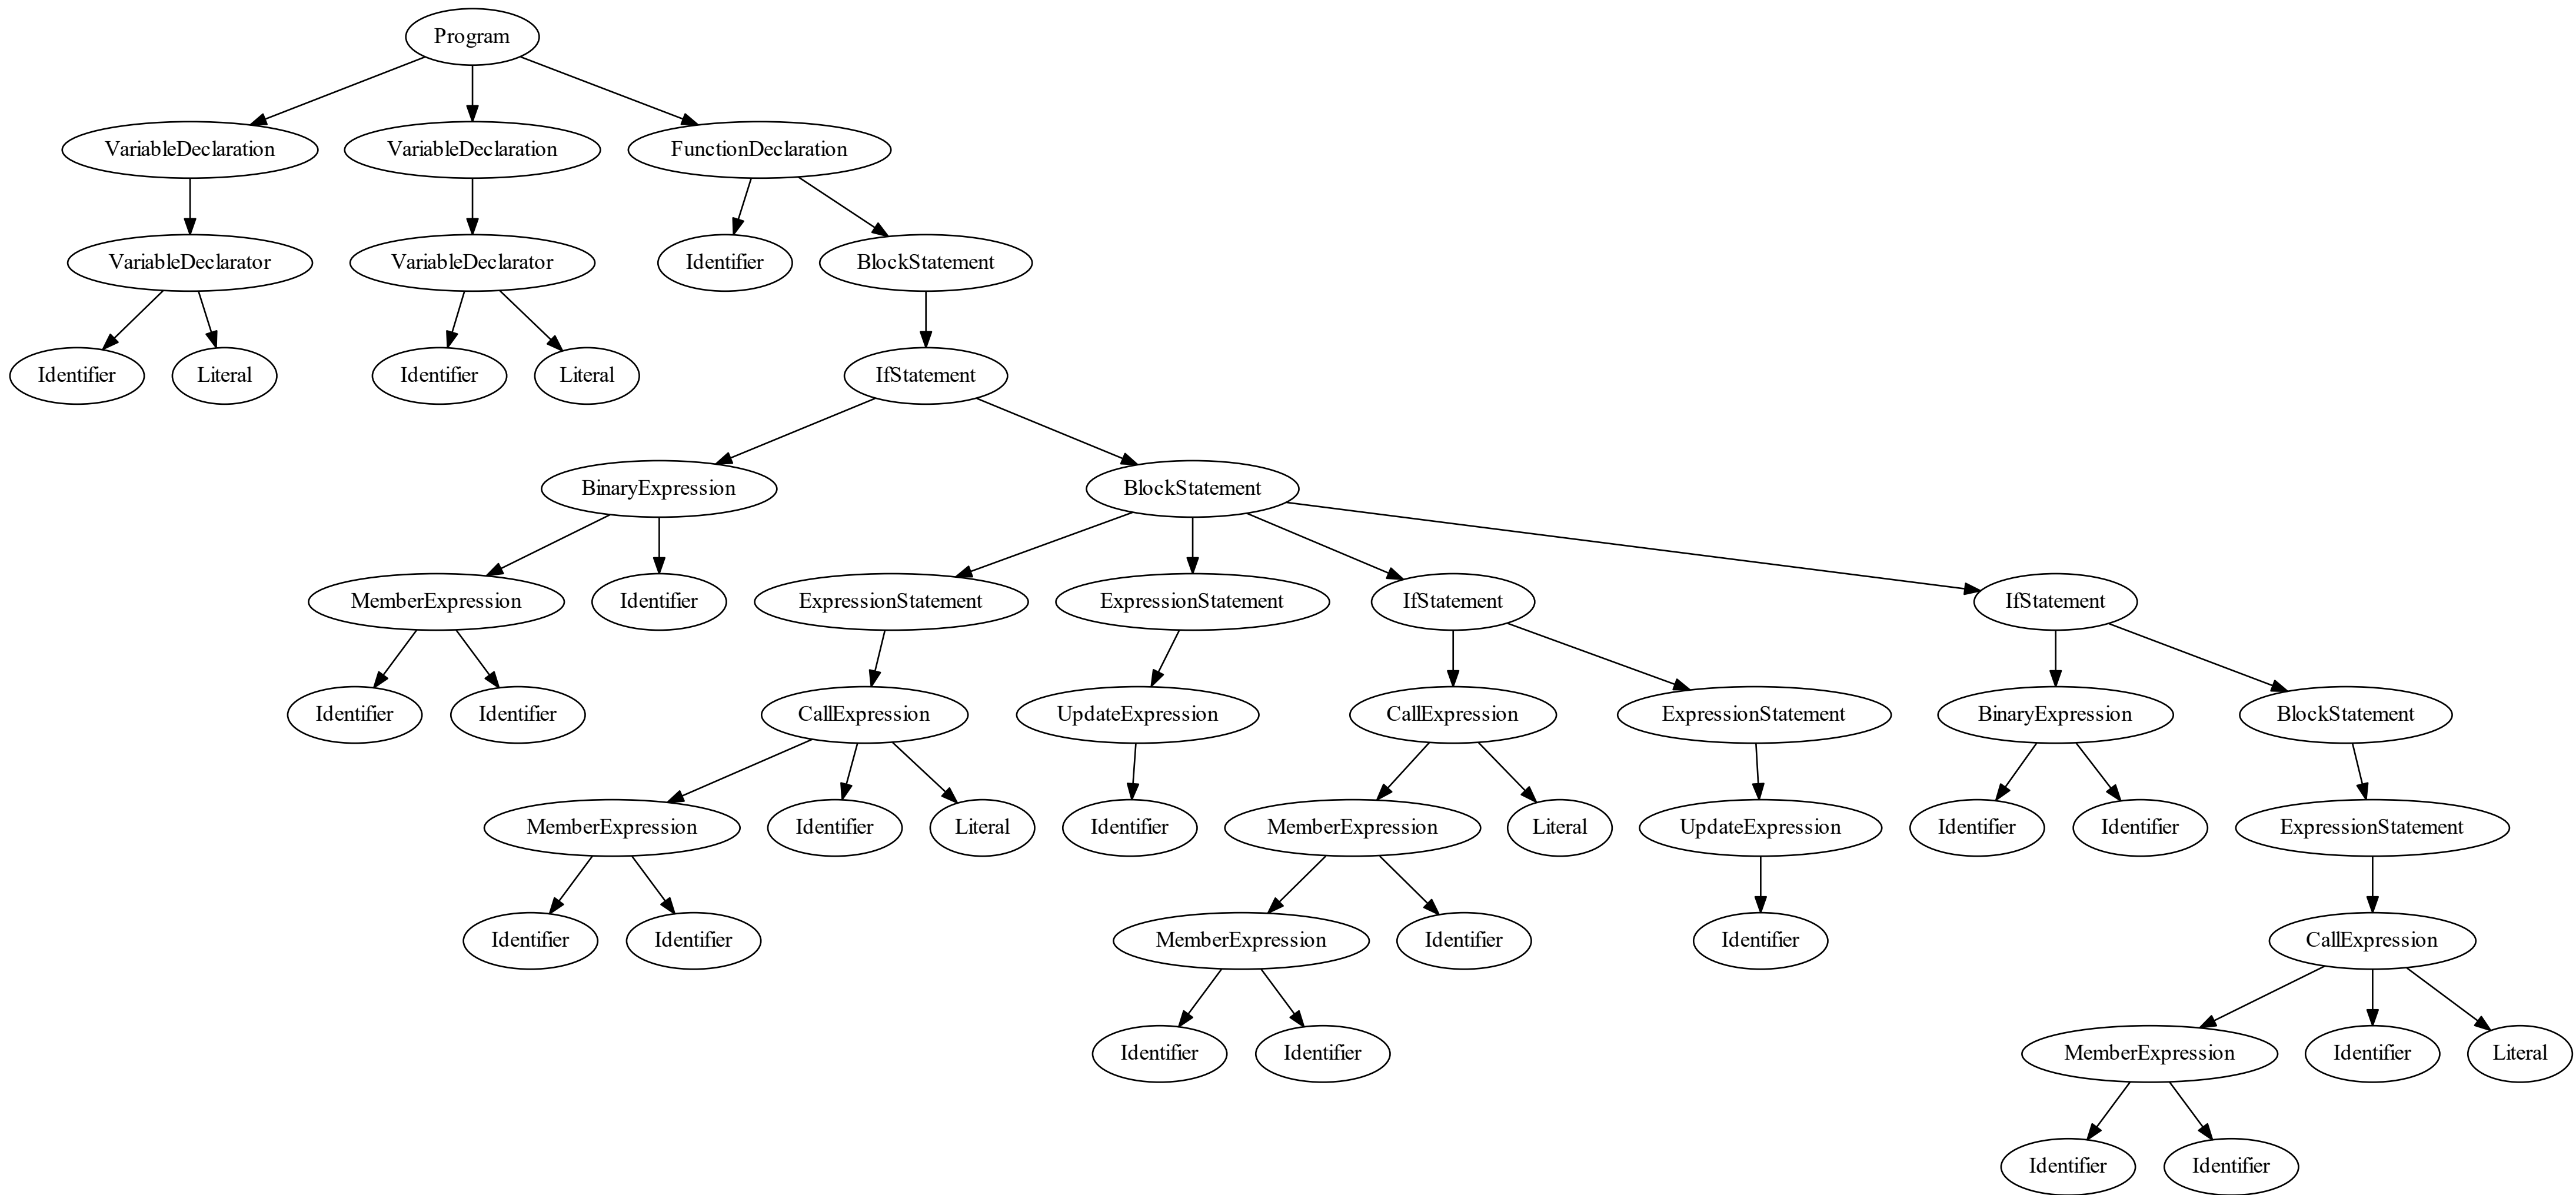 Program
VariableDeclaration VariableDeclaration FunctionDeclaration
VariableDeclarator VariableDeclarator Identifier BlockStatement
Identifier Literal Identifier Literal IfStatement
BinaryExpression BlockStatement
MemberExpression Identifier ExpressionStatement ExpressionStatement IfStatement IfStatement
Identifier Identifier CallExpression UpdateExpression CallExpression ExpressionStatement BinaryExpression BlockStatement
MemberExpression Identifier Literal Identifier MemberExpression Literal UpdateExpression Identifier Identifier ExpressionStatement
Identifier Identifier MemberExpression Identifier Identifier CallExpression
Identifier Identifier MemberExpression Identifier Literal
Identifier Identifier